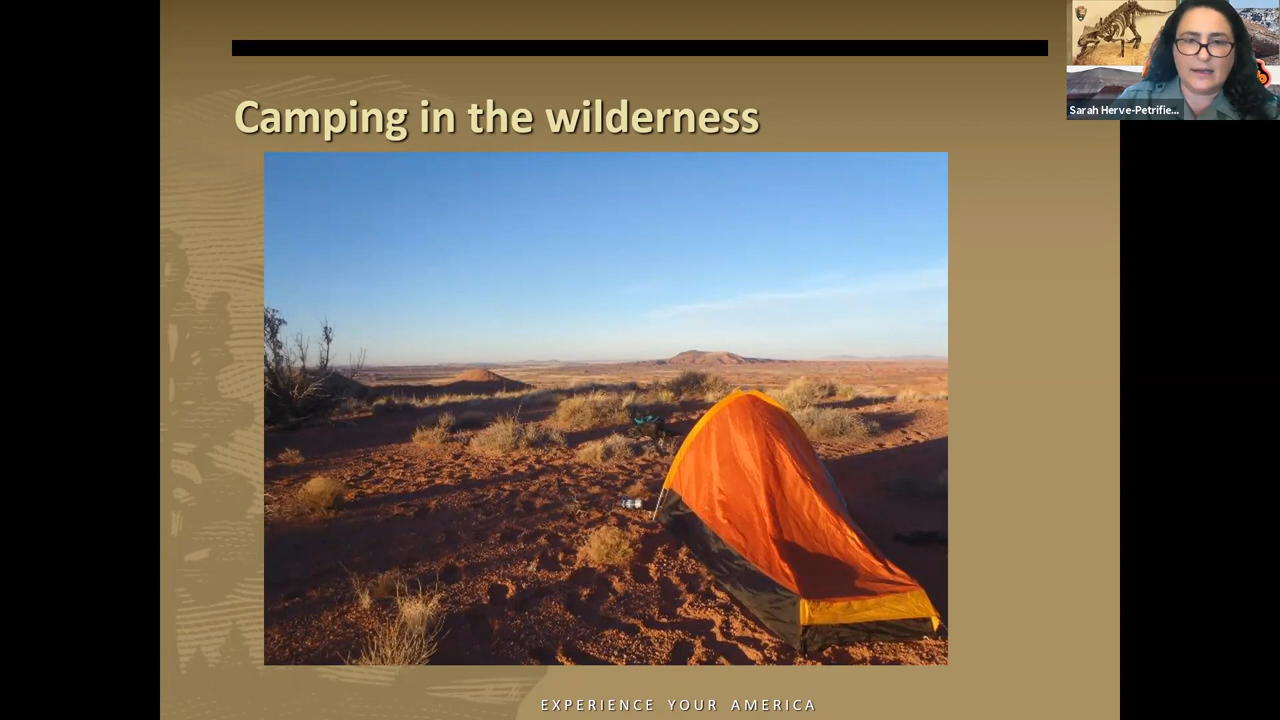 Camping in the wilderness
Sarah Herve-Petrifie...
EXPERIENCE YOUR AMERICA